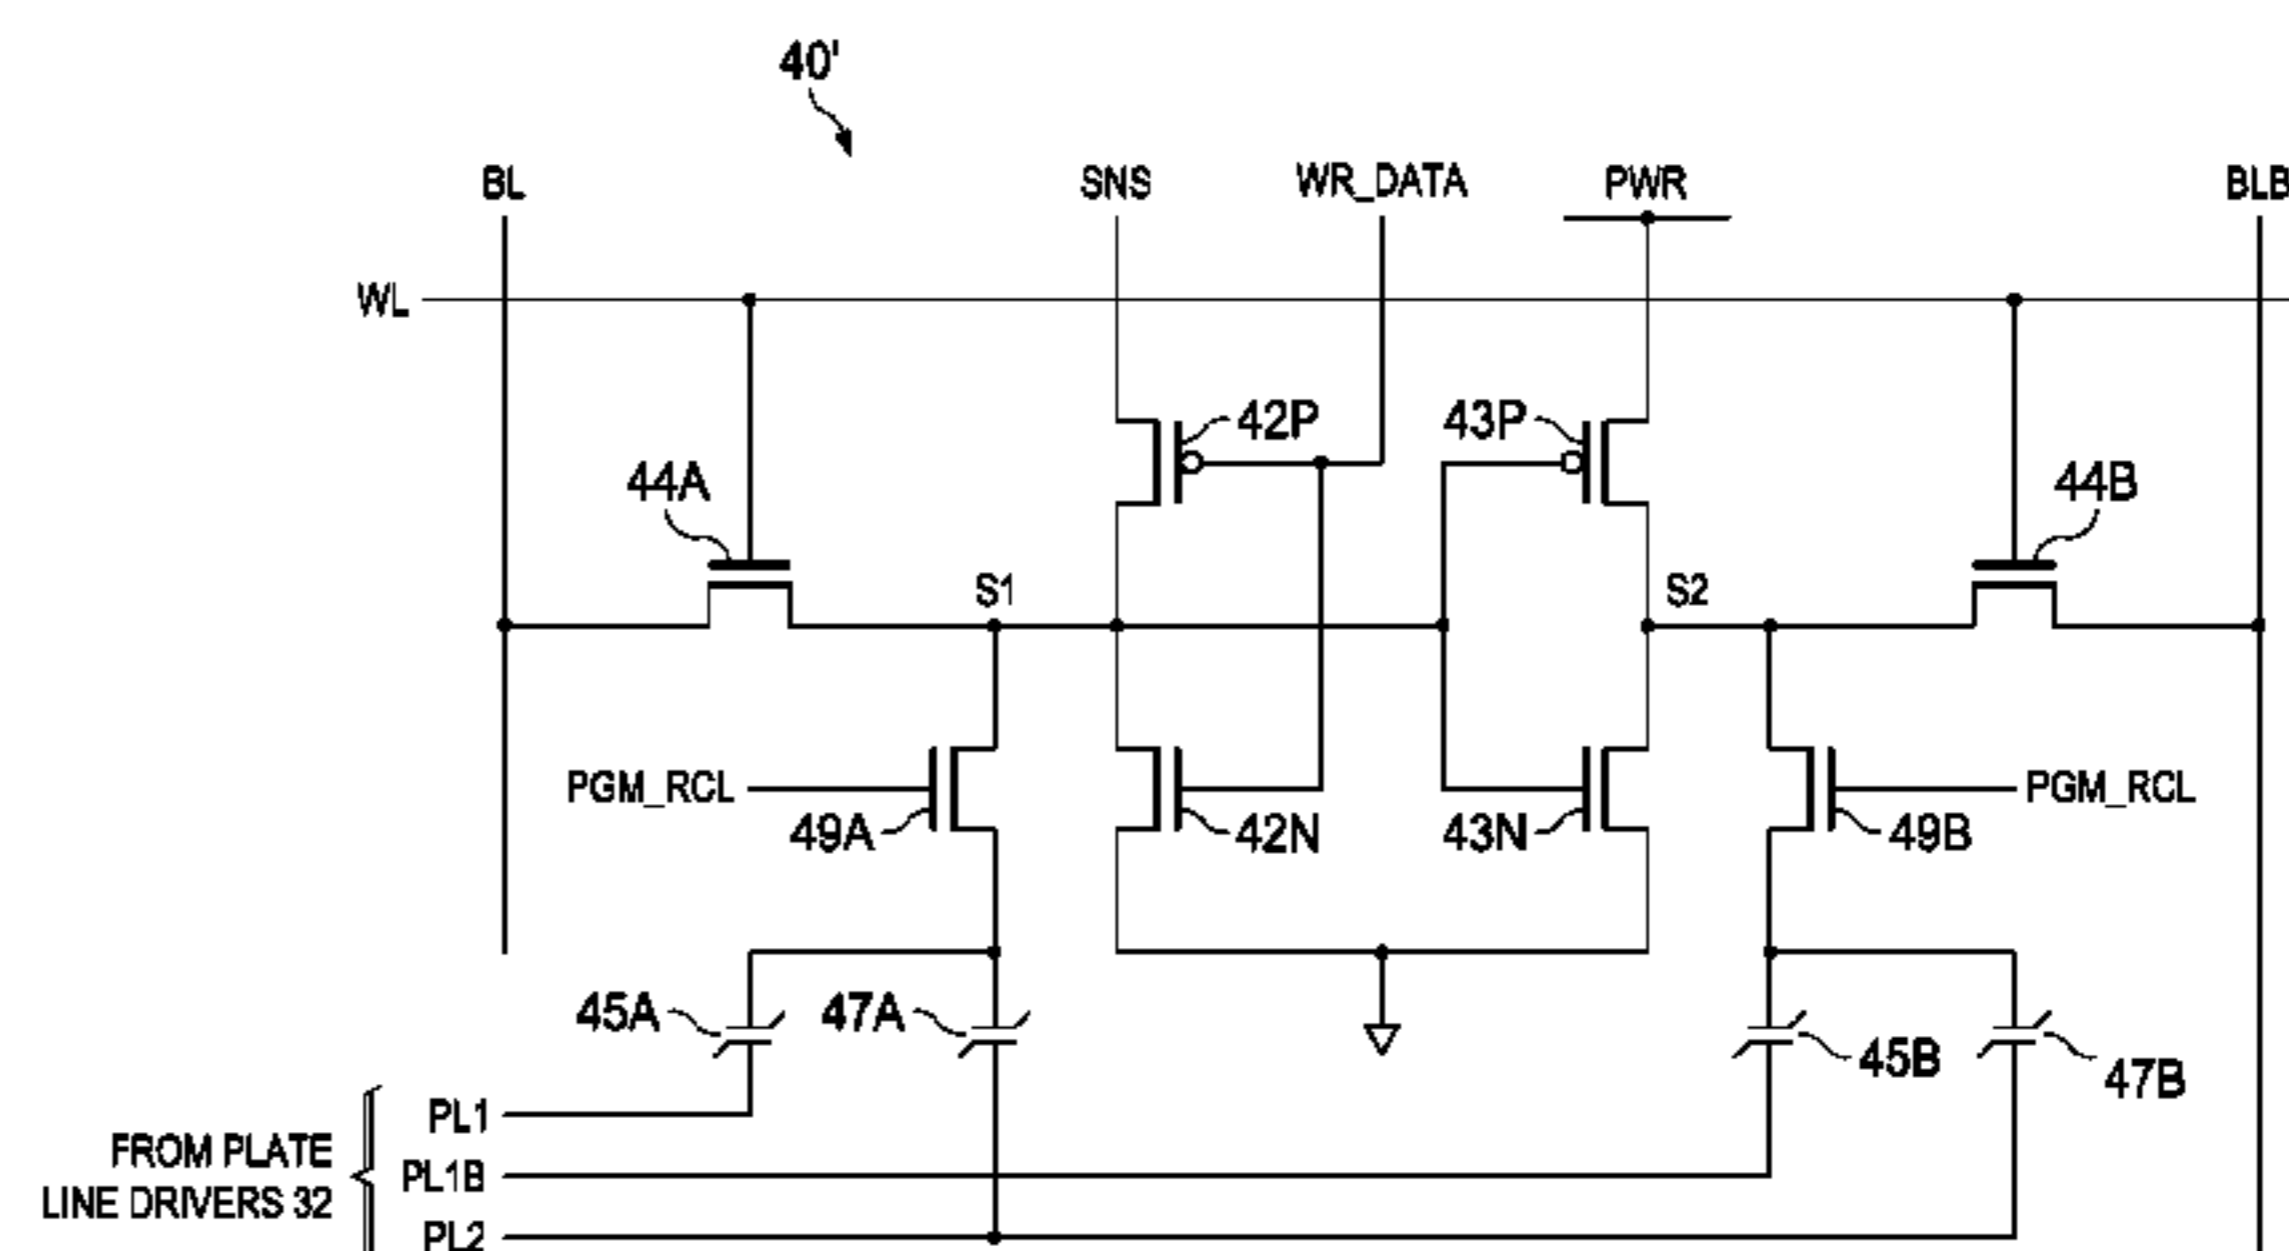 40'
BL SNS WR_DATA PWR BLB
WL
42P 43P
44A 44B
S1 S2
PGM_RCL PGM_RCL
49A 42N 43N 49B
45A 47A
45B 47B
PL1
FROM PLATE
LINE DRIVERS 32
PL1B
PL2